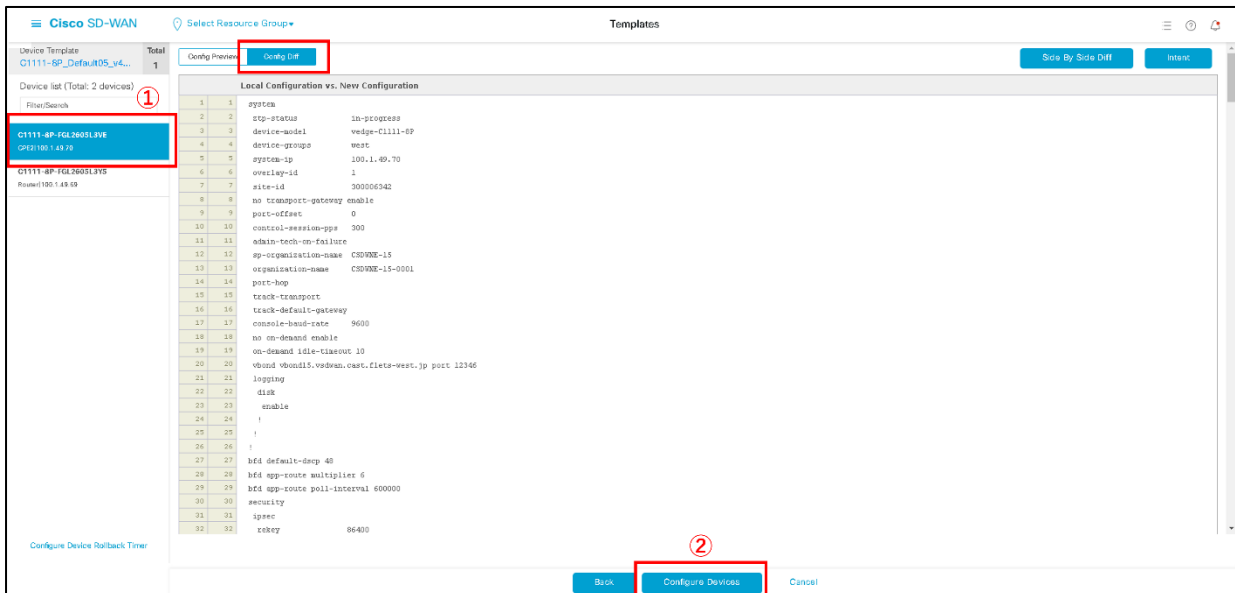 Cisco SD-WAN
Select Resource Group
Templates
Device Template
Total
C1111-8P_Default05_v4...
1
Config Preview
Config Diff
Side By Side Diff
Intent
Device list (Total: 2 devices)
①
Filter/Search
C1111-8P-FGL2603L3VE
CPE2|100.1.49.70
C1111-8P-FGL2603L3YS
Router|100.1.49.69
Local Configuration vs. New Configuration
1 1 system
2 2 ztp-status in-progress
3 3 device-model vedge-C1111-8P
4 4 device-groups west
5 5 system-ip 100.1.49.70
6 6 overlay-id 1
7 7 site-id 300006342
8 8 no transport-gateway enable
9 9 port-offset 0
10 10 control-session-pps 300
11 11 admin-tech-on-failure
12 12 sp-organization-name CSDWNE-15
13 13 organization-name CSDWNE-15-0001
14 14 port-hop
15 15 track-transport
16 16 track-default-gateway
17 17 console-baud-rate 9600
18 18 no on-demand enable
19 19 on-demand idle-timeout 10
20 20 vbond vbond15.vsdwan.cast.flets-west.jp port 12346
21 21 logging
22 22 disk
23 23 enable
24 24 !
25 25 !
26 26 !
27 27 bfd default-dscp 48
28 28 bfd app-route multiplier 6
29 29 bfd app-route poll-interval 600000
30 30 security
31 31 ipsec
32 32 rekey 86400
Configure Device Rollback Timer
②
Back
Configure Devices
Cancel